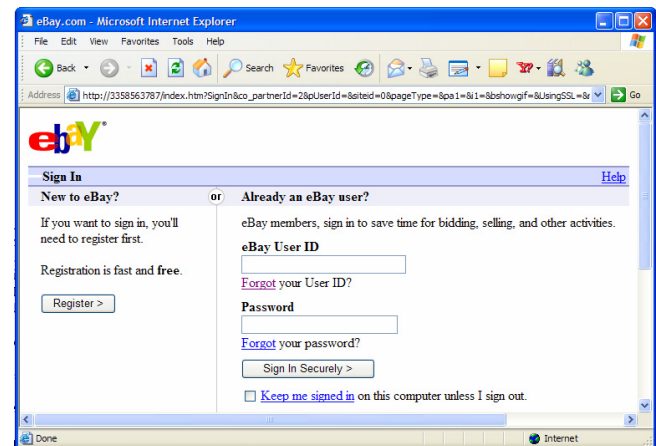 eBay.com - Microsoft Internet Explorer
File Edit View Favorites Tools Help
Back Search Favorites
Address http://3358563787/index.htm?SignIn&co_partnerId=2&pUserId=&siteid=0&pageType=&pa1=&i1=&bshowgif=&UsingSSL=& Go
ebaY
Sign In Help
New to eBay? or Already an eBay user?
If you want to sign in, you'll
need to register first.
Registration is fast and free.
Register >
eBay members, sign in to save time for bidding, selling, and other activities.
eBay User ID
Forgot your User ID?
Password
Forgot your password?
Sign In Securely >
Keep me signed in on this computer unless I sign out.
Done Internet